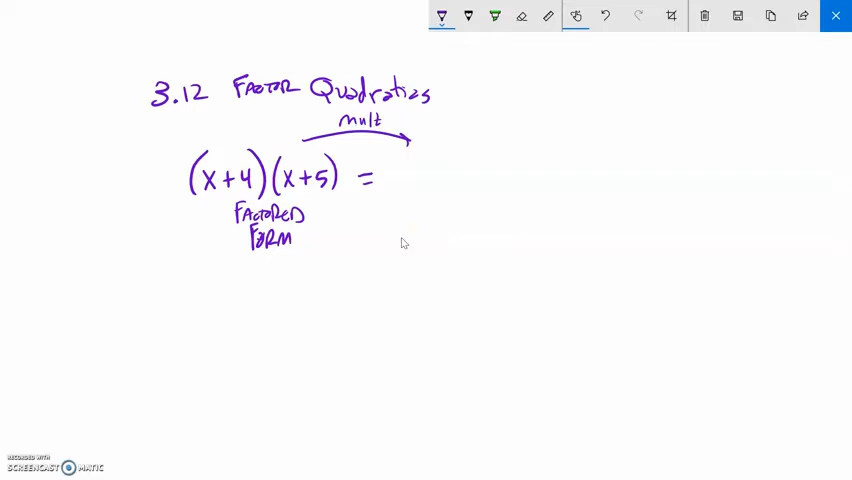 3.12 FACTOR Quadratics
mult
(x+4)(x+5) =
FACTORED
FORM
RECORDED WITH
SCREENCAST MATIC